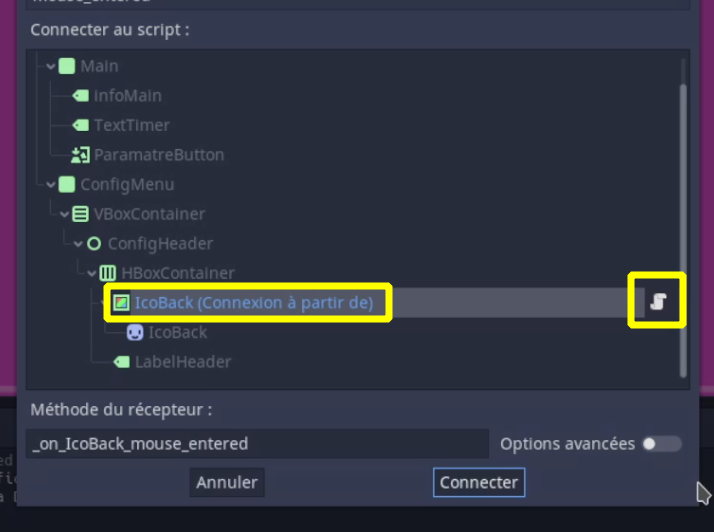 mouse_entered
Connecter au script :
Main
infoMain
TextTimer
ParamatreButton
ConfigMenu
VBoxContainer
ConfigHeader
HBoxContainer
IcoBack (Connexion à partir de)
IcoBack
LabelHeader
Méthode du récepteur :
_on_IcoBack_mouse_entered
Options avancées
Annuler
Connecter